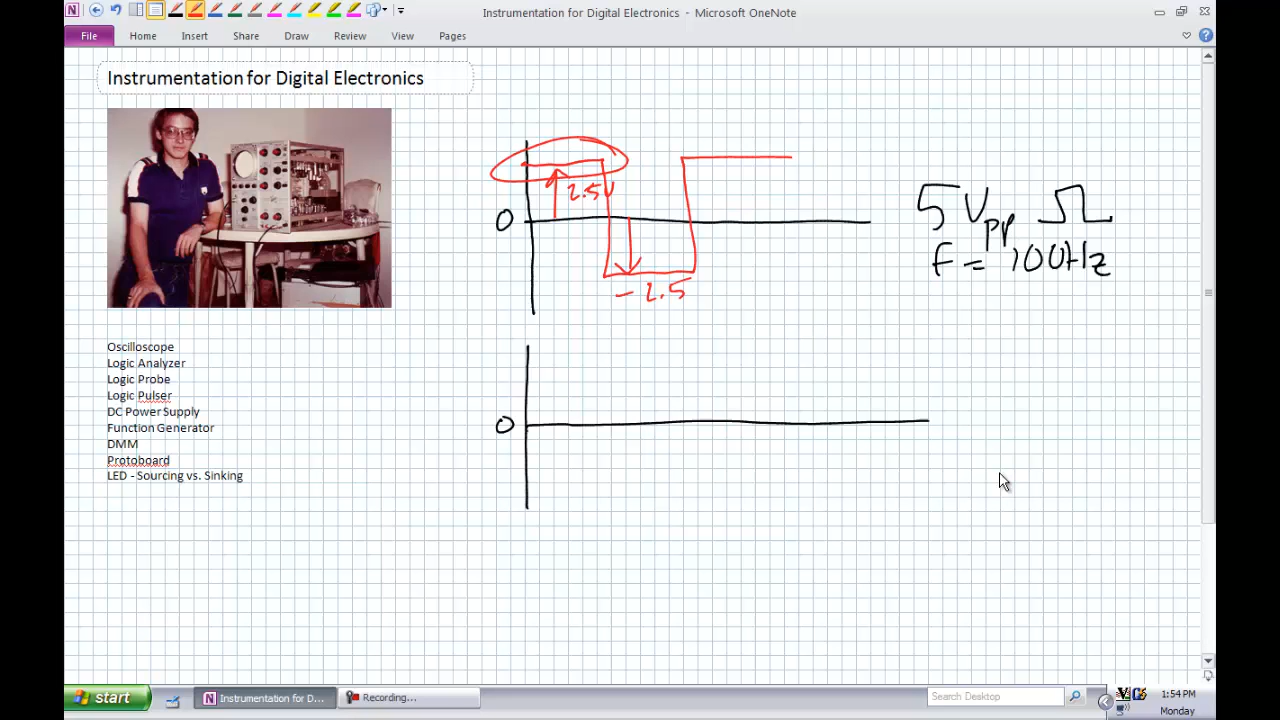 Instrumentation for Digital Electronics - Microsoft OneNote
File Home Insert Share Draw Review View Pages
Instrumentation for Digital Electronics
2.5V
0
-2.5
5 Vpp
f = 100Hz
Oscilloscope
Logic Analyzer
Logic Probe
Logic Pulser
DC Power Supply
Function Generator
DMM
Protoboard
LED - Sourcing vs. Sinking
0
start
Instrumentation for D...
Recording...
Search Desktop
1:54 PM
Monday